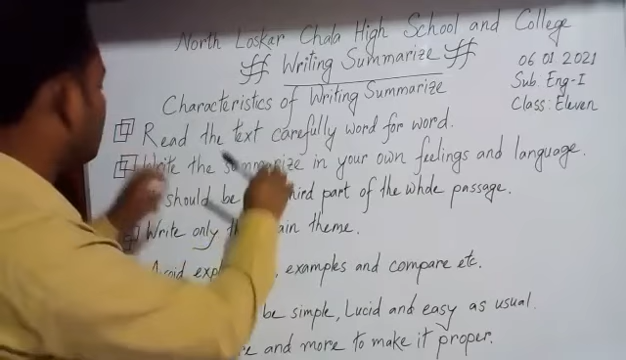 North Loskar Chala High School and College
Writing Summarize
06 01 2021
Sub Eng-I
Class: Eleven
Characteristics of Writing Summarize
Read the text carefully word for word.
Write the summarize in your own feelings and language.
should be third part of the whole passage.
Write only the main theme.
Avoid examples and compare etc.
be simple, Lucid and easy as usual.
and more to make it proper.